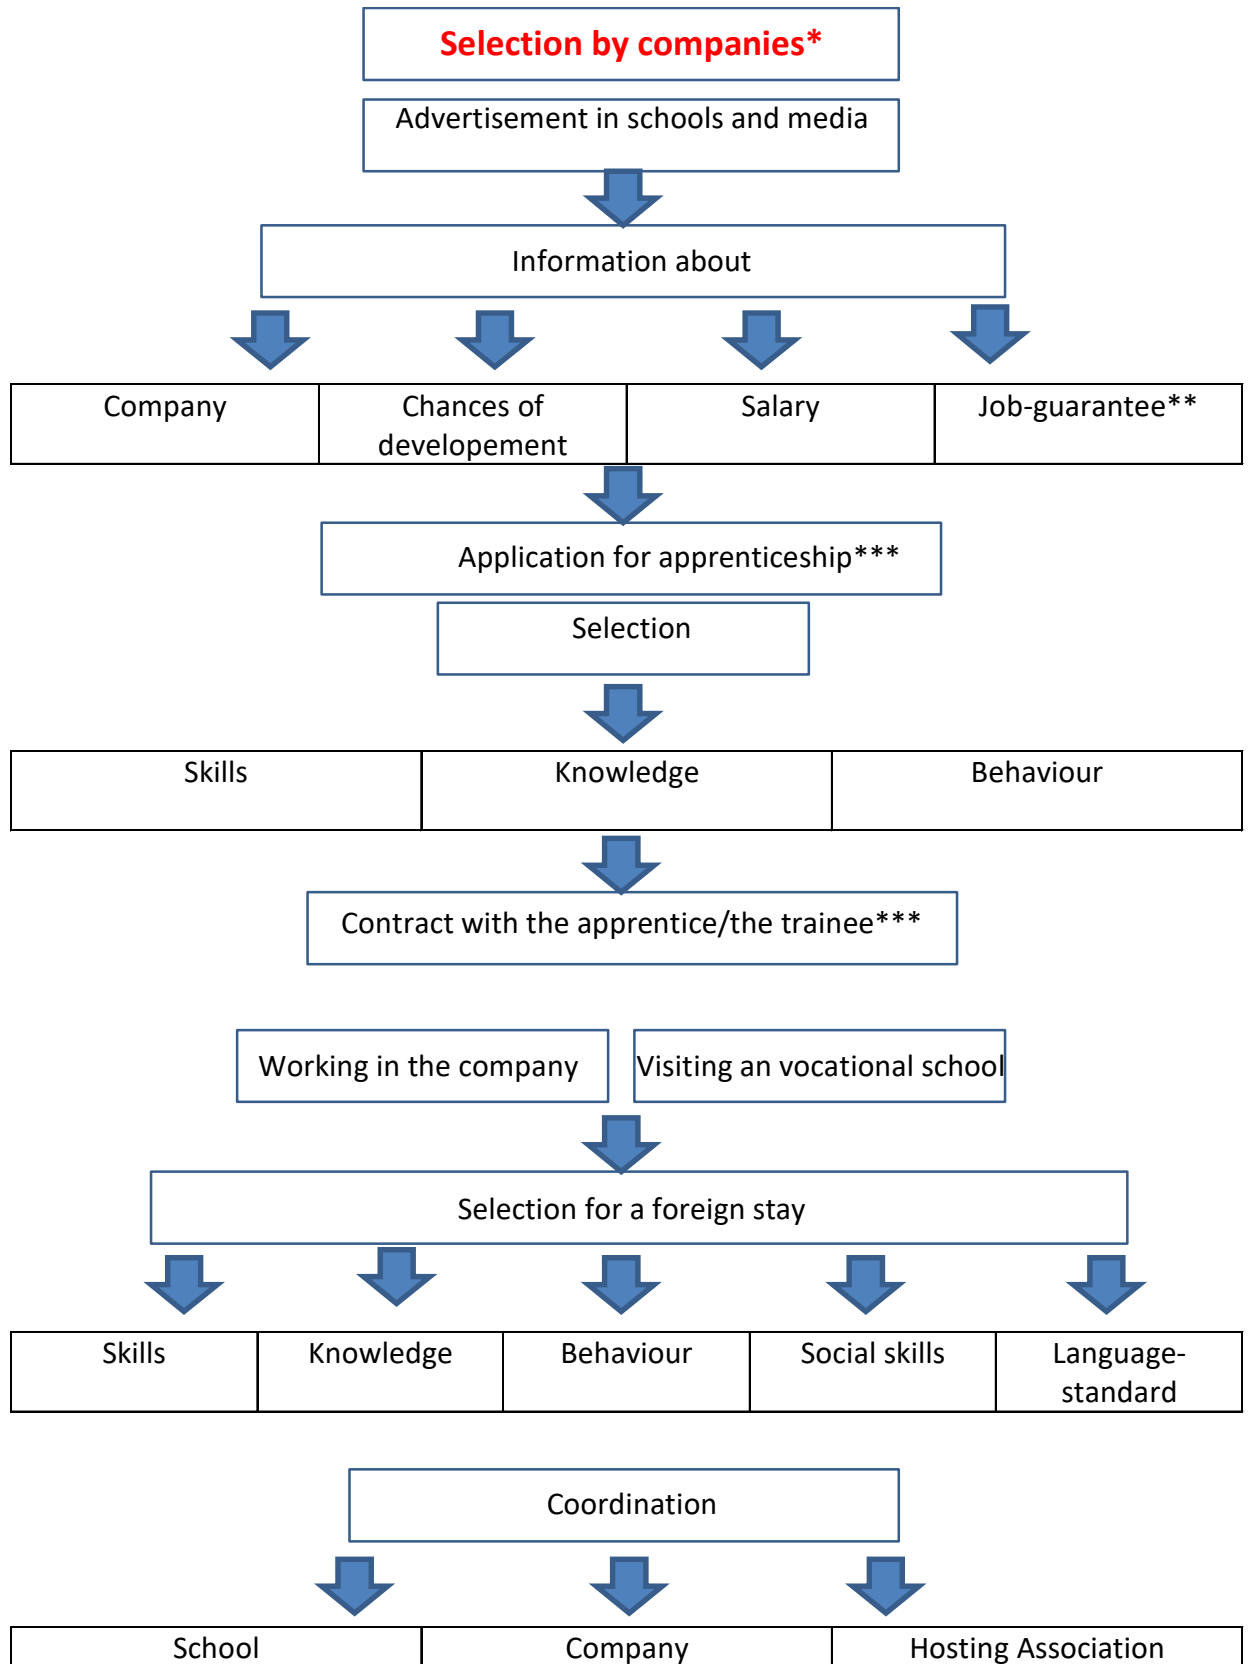 Selection by companies*
Advertisement in schools and media
Information about
Company
Chances of
developement
Salary
Job-guarantee**
Application for apprenticeship***
Selection
Skills
Knowledge
Behaviour
Contract with the apprentice/the trainee***
Working in the company
Visiting an vocational school
Selection for a foreign stay
Skills
Knowledge
Behaviour
Social skills
Language-
standard
Coordination
School
Company
Hosting Association